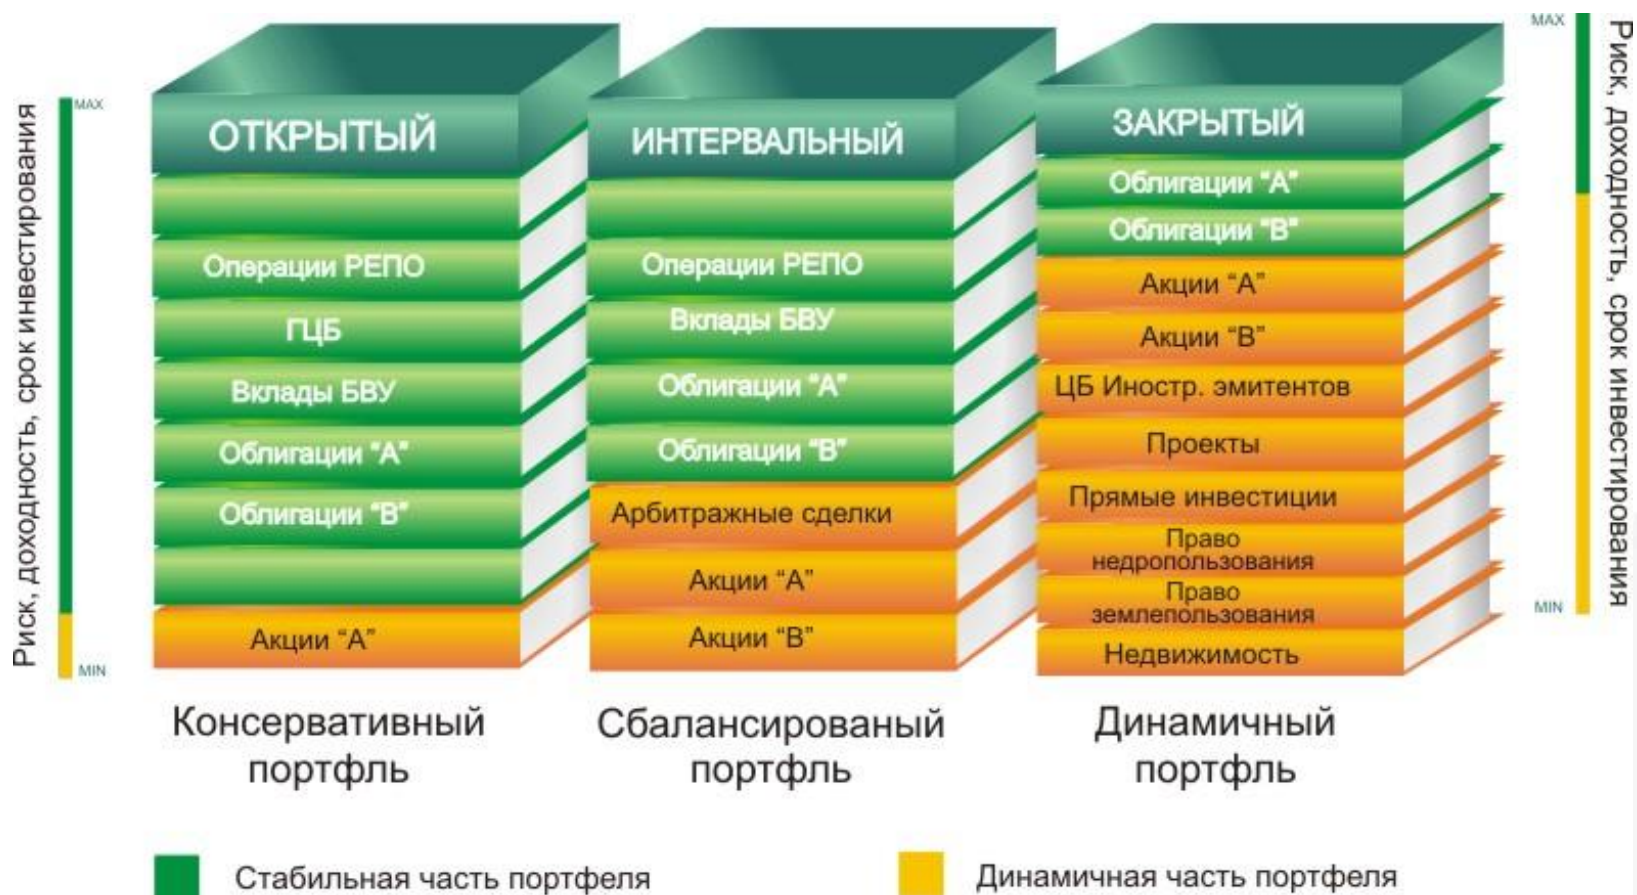 Риск, доходность, срок инвестирования
MAX
MIN
ОТКРЫТЫЙ
Операции РЕПО
ГЦБ
Вклады БВУ
Облигации “А”
Облигации “В”
Акции “А”
Консервативный
портфль
ИНТЕРВАЛЬНЫЙ
Операции РЕПО
Вклады БВУ
Облигации “А”
Облигации “В”
Арбитражные сделки
Акции “А”
Акции “В”
Сбалансированый
портфль
ЗАКРЫТЫЙ
Облигации “А”
Облигации “В”
Акции “А”
Акции “В”
ЦБ Иностр. эмитентов
Проекты
Прямые инвестиции
Право
недропользования
Право
землепользования
Недвижимость
Динамичный
портфль
MAX
MIN
Риск, доходность, срок инвестирования
Стабильная часть портфеля
Динамичная часть портфеля